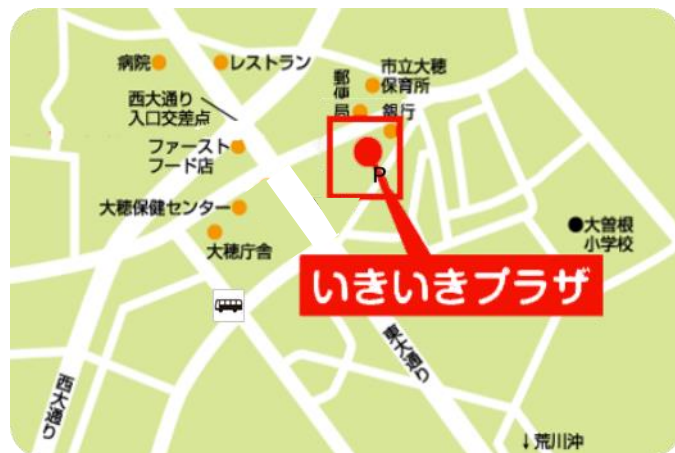 病院
レストラン
市立大穂
保育所
郵便局
銀行
西大通り
入口交差点
ファースト
フード店
P
大穂保健センター
大穂庁舎
大曽根
小学校
いきいきプラザ
東大通り
西大通り
↓荒川沖